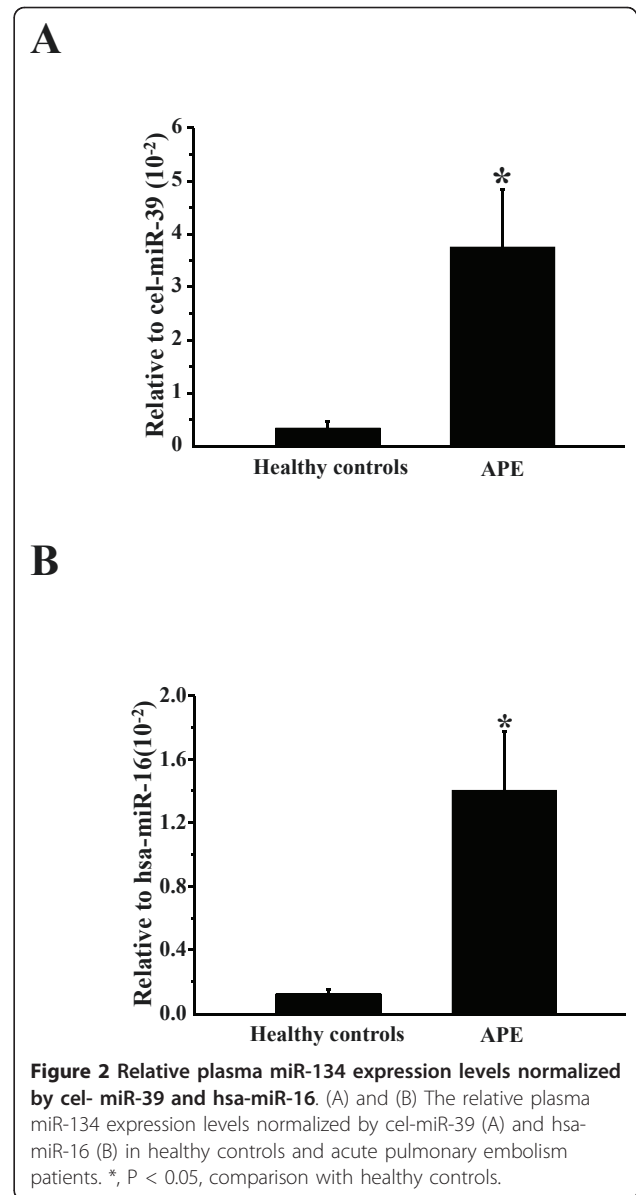 A
6
5
4
3
2
1
0
Relative to cel-miR-39 (10-2)
*
Healthy controls
APE
B
2.0
1.6
1.2
0.8
0.4
0.0
Relative to hsa-miR-16(10-2)
*
Healthy controls
APE
Figure 2 Relative plasma miR-134 expression levels normalized
by cel- miR-39 and hsa-miR-16. (A) and (B) The relative plasma
miR-134 expression levels normalized by cel-miR-39 (A) and hsa-
miR-16 (B) in healthy controls and acute pulmonary embolism
patients. *, P < 0.05, comparison with healthy controls.